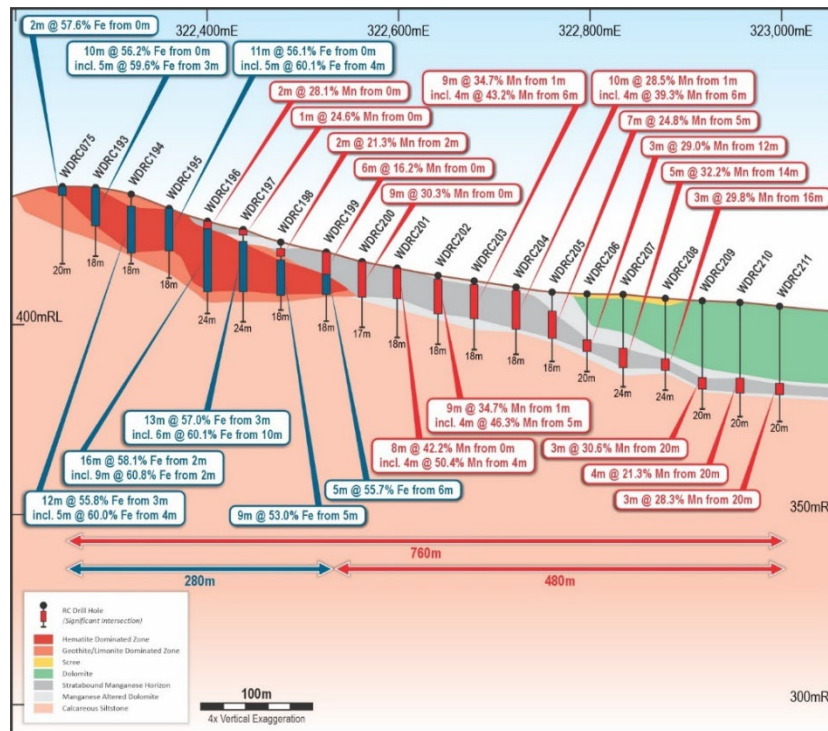 322,400mE
322,600mE
322,800mE
323,000mE
2m @ 57.6% Fe from 0m
10m @ 56.2% Fe from 0m
incl. 5m @ 59.6% Fe from 3m
11m @ 56.1% Fe from 0m
incl. 5m @ 60.1% Fe from 4m
2m @ 28.1% Mn from 0m
1m @ 24.6% Mn from 0m
2m @ 21.3% Mn from 2m
6m @ 16.2% Mn from 0m
9m @ 30.3% Mn from 0m
9m @ 34.7% Mn from 1m
incl. 4m @ 43.2% Mn from 6m
10m @ 28.5% Mn from 1m
incl. 4m @ 39.3% Mn from 6m
7m @ 24.8% Mn from 5m
3m @ 29.0% Mn from 12m
5m @ 32.2% Mn from 14m
3m @ 29.8% Mn from 16m
WDRC075
WDRC193
WDRC194
WDRC195
WDRC196
WDRC197
WDRC198
WDRC199
WDRC200
WDRC201
WDRC202
WDRC203
WDRC204
WDRC205
WDRC206
WDRC207
WDRC208
WDRC209
WDRC210
WDRC211
20m
18m
18m
18m
24m
24m
18m
18m
17m
18m
18m
18m
18m
18m
20m
24m
24m
20m
20m
20m
400mRL
13m @ 57.0% Fe from 3m
incl. 6m @ 60.1% Fe from 10m
16m @ 58.1% Fe from 2m
incl. 9m @ 60.8% Fe from 2m
12m @ 55.8% Fe from 3m
incl. 5m @ 60.0% Fe from 4m
9m @ 53.0% Fe from 5m
5m @ 55.7% Fe from 6m
9m @ 34.7% Mn from 1m
incl. 4m @ 46.3% Mn from 5m
8m @ 42.2% Mn from 0m
incl. 4m @ 50.4% Mn from 4m
3m @ 30.6% Mn from 20m
4m @ 21.3% Mn from 20m
3m @ 28.3% Mn from 20m
350mRL
760m
280m
480m
RC Drill Hole
(Significant Intersection)
Hematite Dominated Zone
Geothite/Limonite Dominated Zone
Scree
Dolomite
Stratabound Manganese Horizon
Manganese Altered Dolomite
Calcareous Siltstone
100m
4x Vertical Exaggeration
300mRL